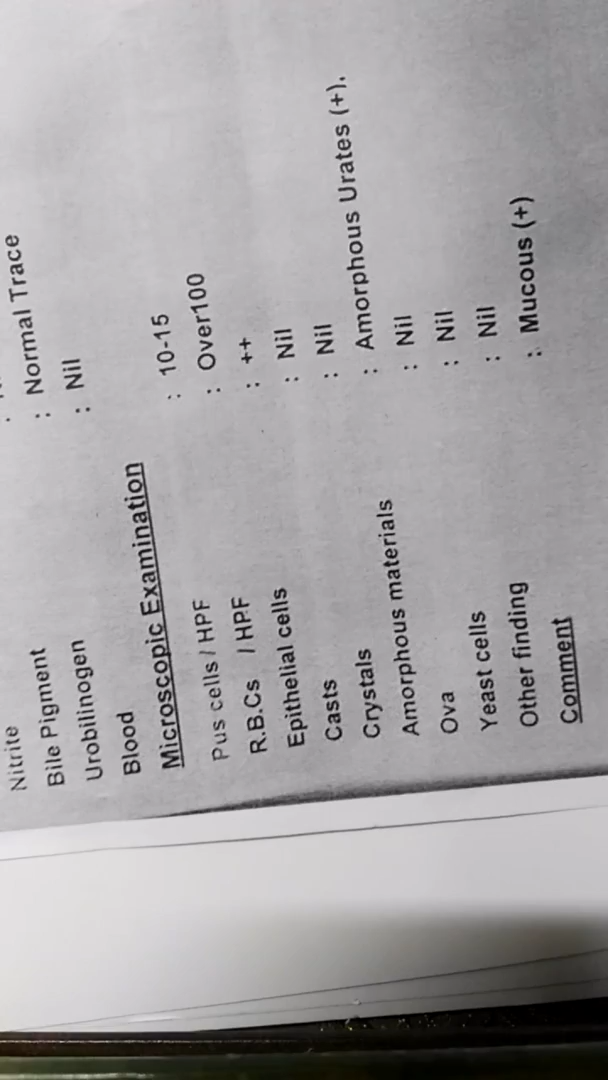 Nitrite
Bile Pigment :
Urobilinogen : Normal Trace
Blood : Nil
Microscopic Examination
Pus cells / HPF : 10-15
R.B.Cs / HPF : Over100
Epithelial cells : ++
Casts : Nil
Crystals : Nil
Amorphous materials : Amorphous Urates (+).
Ova : Nil
Yeast cells : Nil
Other finding : Nil
Comment : Mucous (+)